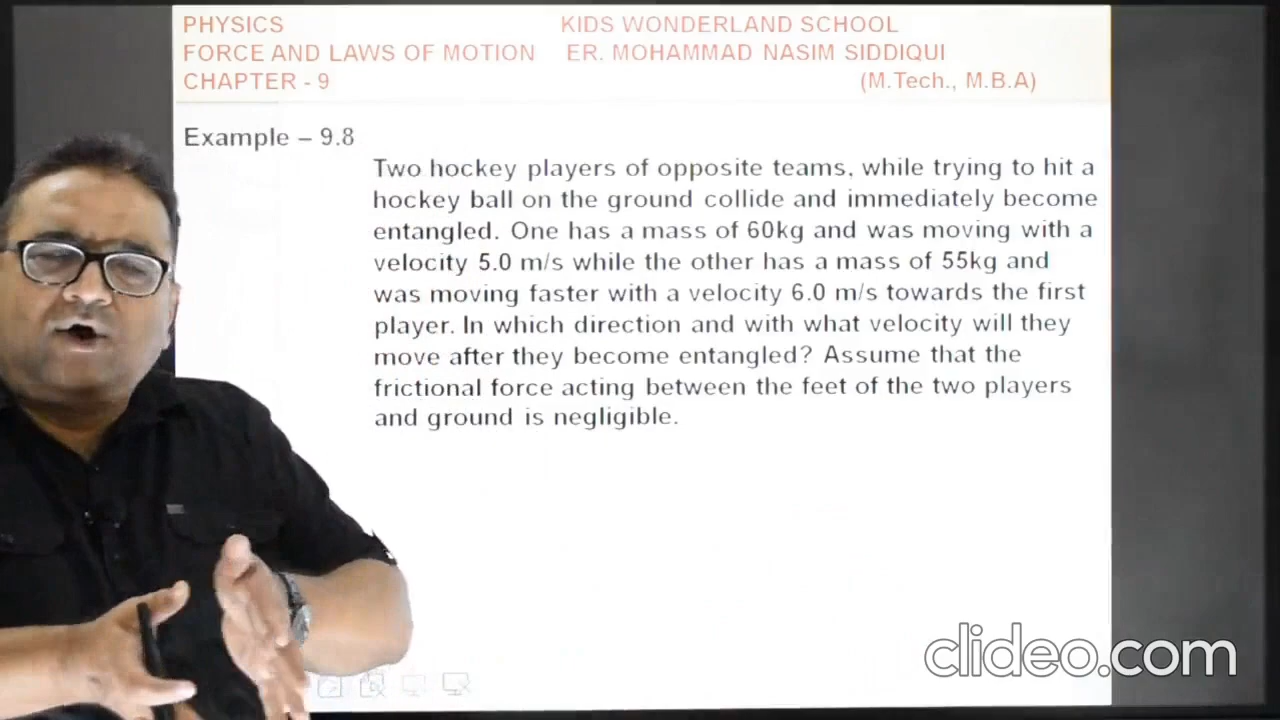 PHYSICS KIDS WONDERLAND SCHOOL
FORCE AND LAWS OF MOTION ER. MOHAMMAD NASIM SIDDIQUI
CHAPTER - 9 (M.Tech., M.B.A)
Example – 9.8
Two hockey players of opposite teams, while trying to hit a
hockey ball on the ground collide and immediately become
entangled. One has a mass of 60kg and was moving with a
velocity 5.0 m/s while the other has a mass of 55kg and
was moving faster with a velocity 6.0 m/s towards the first
player. In which direction and with what velocity will they
move after they become entangled? Assume that the
frictional force acting between the feet of the two players
and ground is negligible.
clideo.com